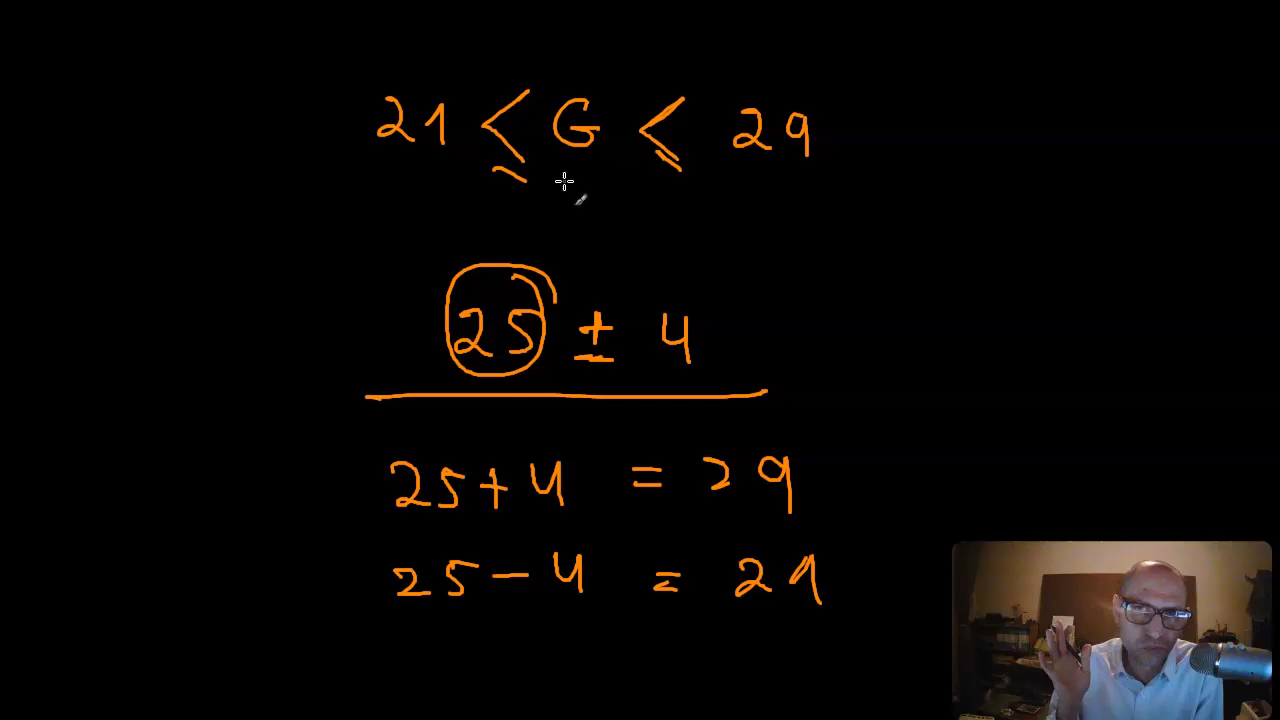 21 ≤ G ≤ 29
25 ± 4
25 + 4 = 29
25 - 4 = 21